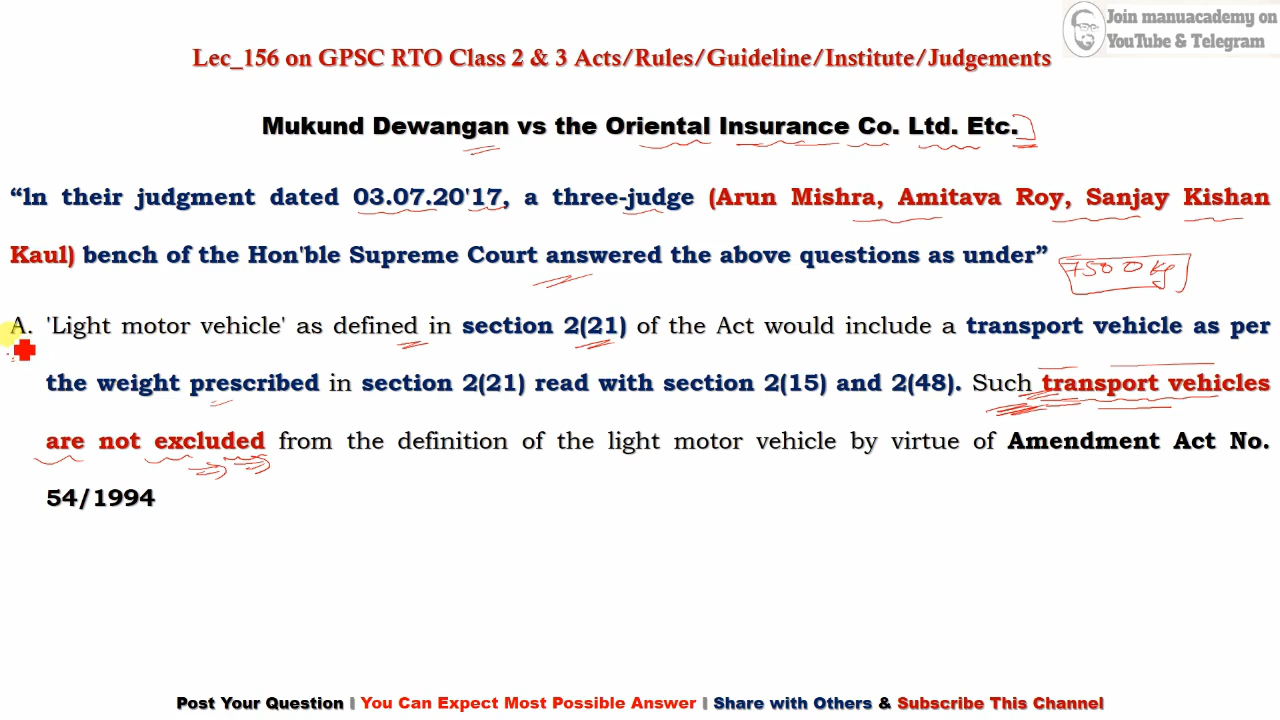 Join manuacademy on
YouTube & Telegram
Lec_156 on GPSC RTO Class 2 & 3 Acts/Rules/Guideline/Institute/Judgements
Mukund Dewangan vs the Oriental Insurance Co. Ltd. Etc.
“In their judgment dated 03.07.20'17, a three-judge (Arun Mishra, Amitava Roy, Sanjay Kishan
Kaul) bench of the Hon'ble Supreme Court answered the above questions as under”
7500 kg
A. 'Light motor vehicle' as defined in section 2(21) of the Act would include a transport vehicle as per
the weight prescribed in section 2(21) read with section 2(15) and 2(48). Such transport vehicles
are not excluded from the definition of the light motor vehicle by virtue of Amendment Act No.
54/1994
Post Your Question | You Can Expect Most Possible Answer | Share with Others & Subscribe This Channel